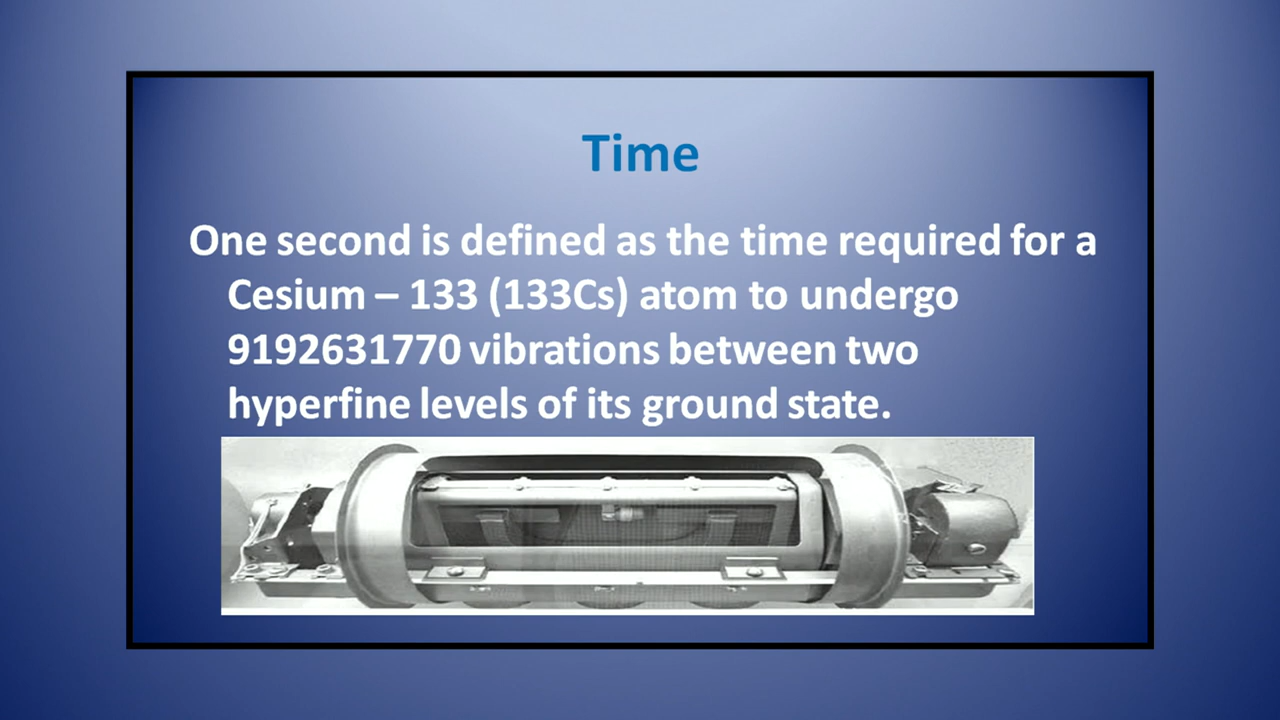 Time
One second is defined as the time required for a
Cesium – 133 (133Cs) atom to undergo
9192631770 vibrations between two
hyperfine levels of its ground state.